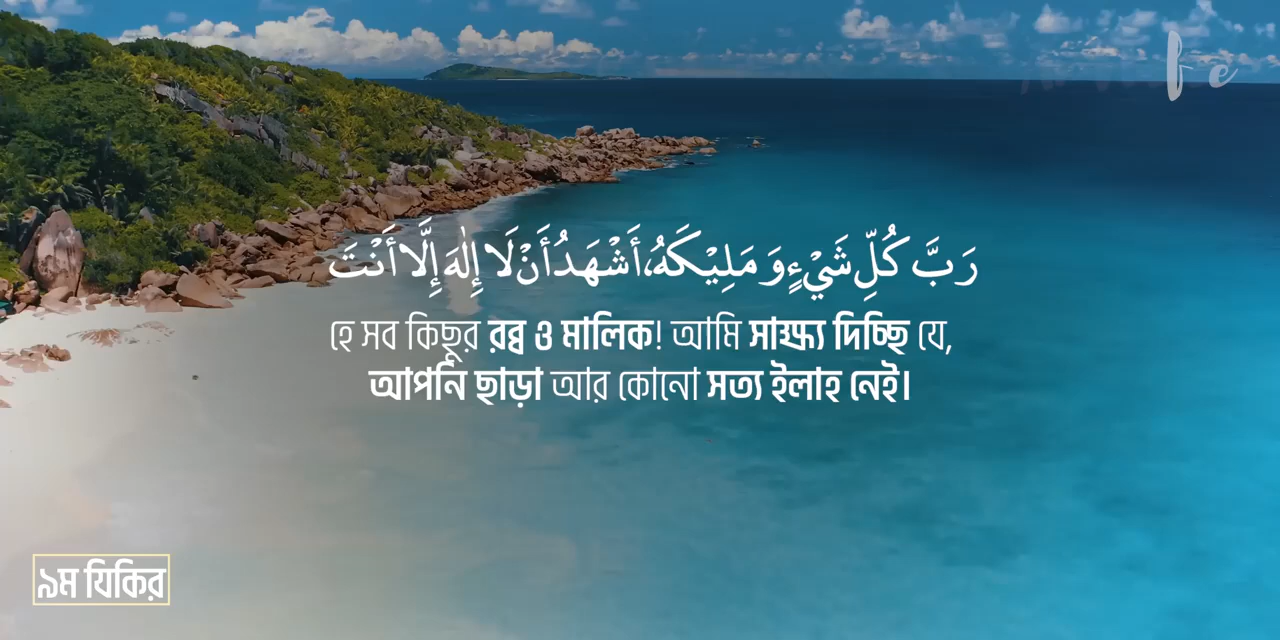 رَبَّ كُلِّ شَيْءٍ وَ مَلِيْكَهُ، أَشْهَدُ أَنْ لَا إِلٰهَ إِلَّا أَنْتَ
হে সব কিছুর রব্ব ও মালিক! আমি সাক্ষ্য দিচ্ছি যে,
আপনি ছাড়া আর কোনো সত্য ইলাহ নেই।
৯ম যিকির